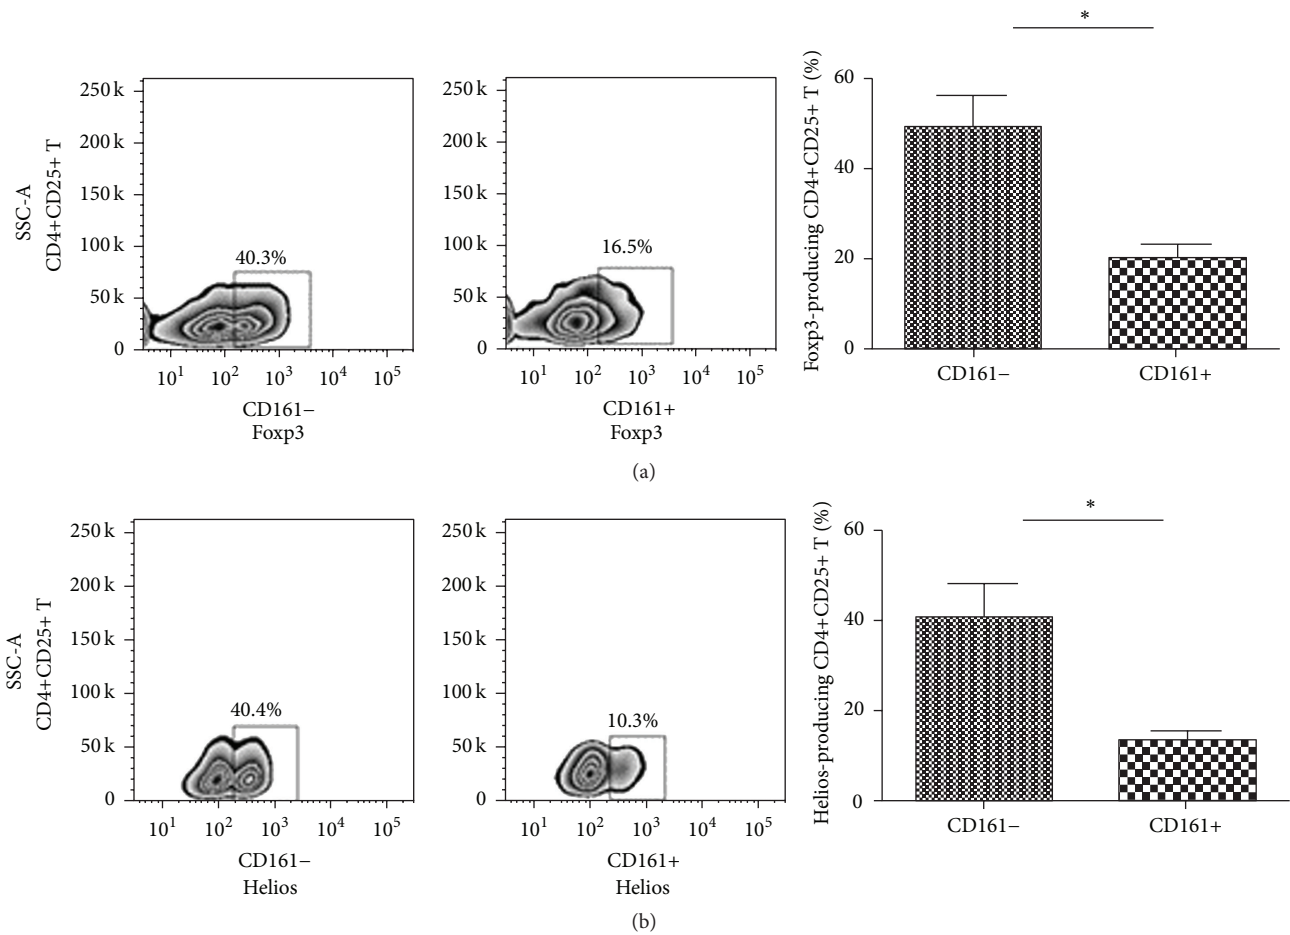 SSC-A
CD4+CD25+ T
250 k
200 k
150 k
100 k
50 k
0
40.3%
10¹ 10² 10³ 10⁴ 10⁵
CD161−
Foxp3
250 k
200 k
150 k
100 k
50 k
0
16.5%
10¹ 10² 10³ 10⁴ 10⁵
CD161+
Foxp3
Foxp3-producing CD4+CD25+ T (%)
60
40
20
0
*
CD161− CD161+
(a)
SSC-A
CD4+CD25+ T
250 k
200 k
150 k
100 k
50 k
0
40.4%
10¹ 10² 10³ 10⁴ 10⁵
CD161−
Helios
250 k
200 k
150 k
100 k
50 k
0
10.3%
10¹ 10² 10³ 10⁴ 10⁵
CD161+
Helios
Helios-producing CD4+CD25+ T (%)
60
40
20
0
*
CD161− CD161+
(b)